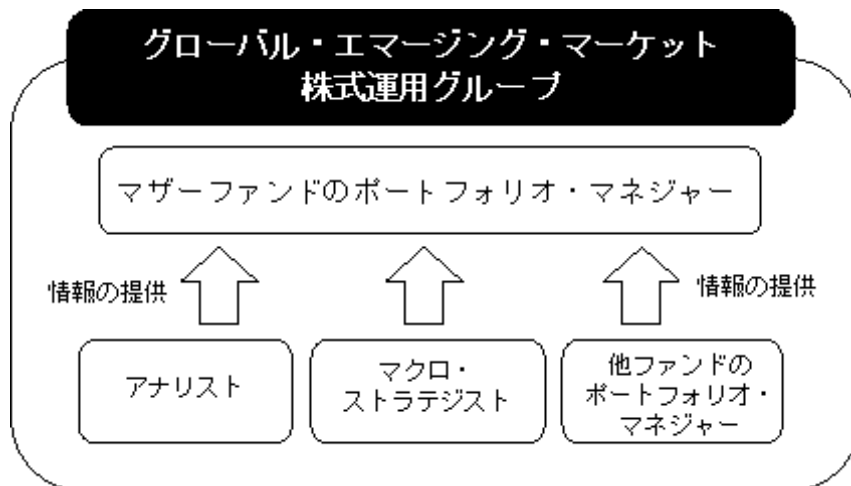 グローバル・エマージング・マーケット
株式運用グループ
マザーファンドのポートフォリオ・マネジャー
情報の提供
情報の提供
アナリスト
マクロ・
ストラテジスト
他ファンドの
ポートフォリオ・
マネジャー